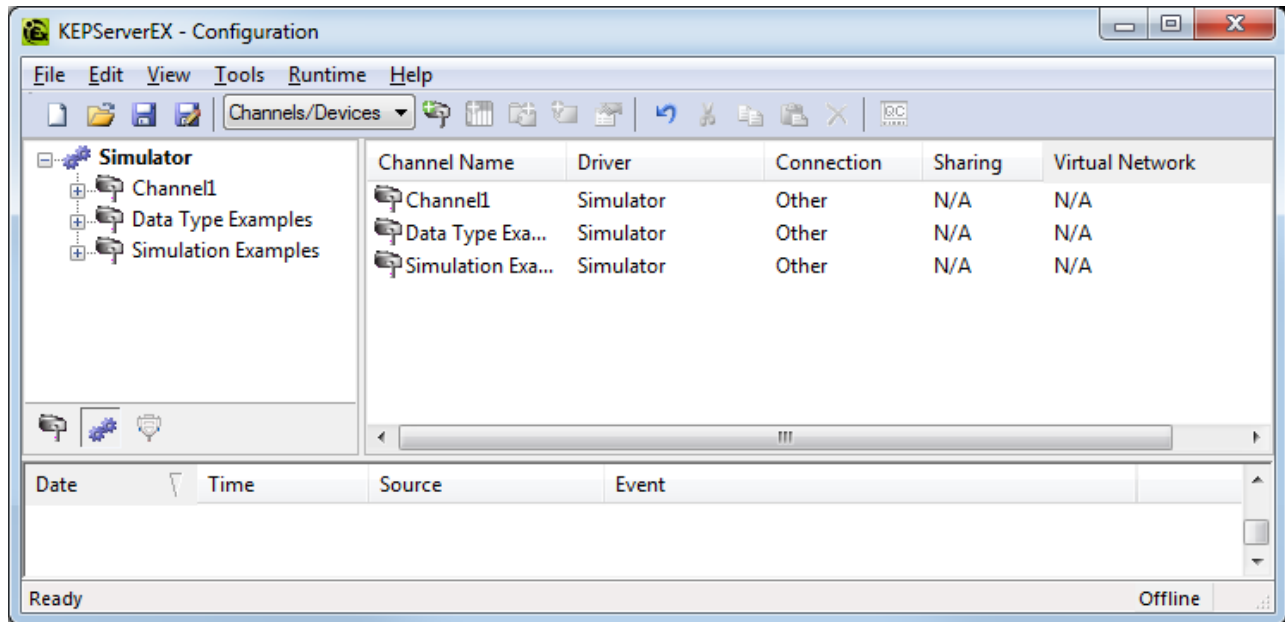 KEPServerEX - Configuration
File Edit View Tools Runtime Help
Channels/Devices
Simulator
Channel1
Data Type Examples
Simulation Examples
Channel Name Driver Connection Sharing Virtual Network
Channel1 Simulator Other N/A N/A
Data Type Exa... Simulator Other N/A N/A
Simulation Exa... Simulator Other N/A N/A
Date Time Source Event
Ready Offline